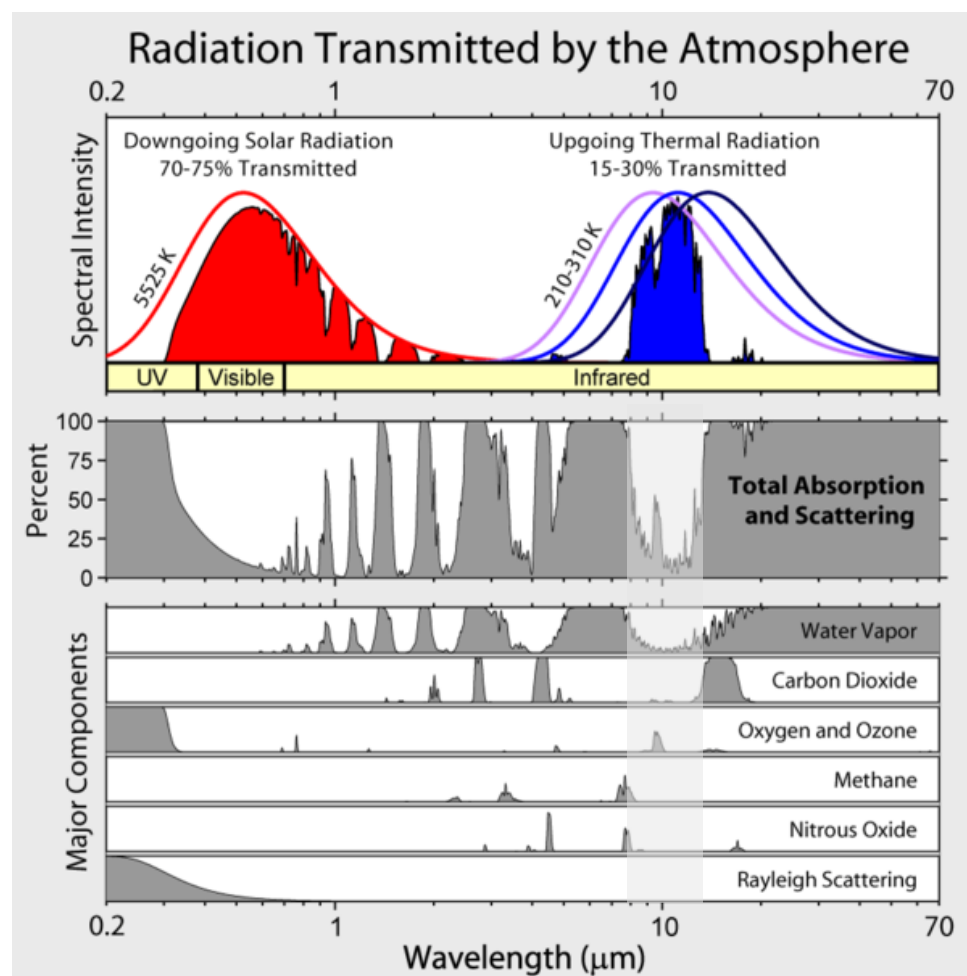 Radiation Transmitted by the Atmosphere
0.2 1 10 70
Spectral Intensity
Downgoing Solar Radiation
70-75% Transmitted
Upgoing Thermal Radiation
15-30% Transmitted
5525 K
210-310 K
UV Visible Infrared
Percent
100
75
50
25
0
Total Absorption
and Scattering
Major Components
Water Vapor
Carbon Dioxide
Oxygen and Ozone
Methane
Nitrous Oxide
Rayleigh Scattering
0.2 1 10 70
Wavelength (μm)